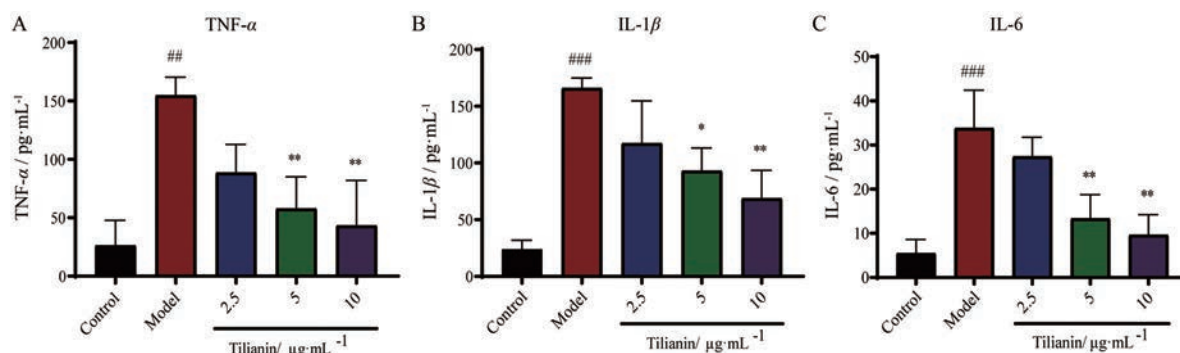 A
TNF-α
TNF-α / pg·mL⁻¹
200
150
100
50
0
##
**
**
Control
Model
2.5
5
10
Tilianin/ μg·mL⁻¹
B
IL-1β
IL-1β / pg·mL⁻¹
200
150
100
50
0
###
*
**
Control
Model
2.5
5
10
Tilianin/ μg·mL⁻¹
C
IL-6
IL-6 / pg·mL⁻¹
50
40
30
20
10
0
###
**
**
Control
Model
2.5
5
10
Tilianin/ μg·mL⁻¹